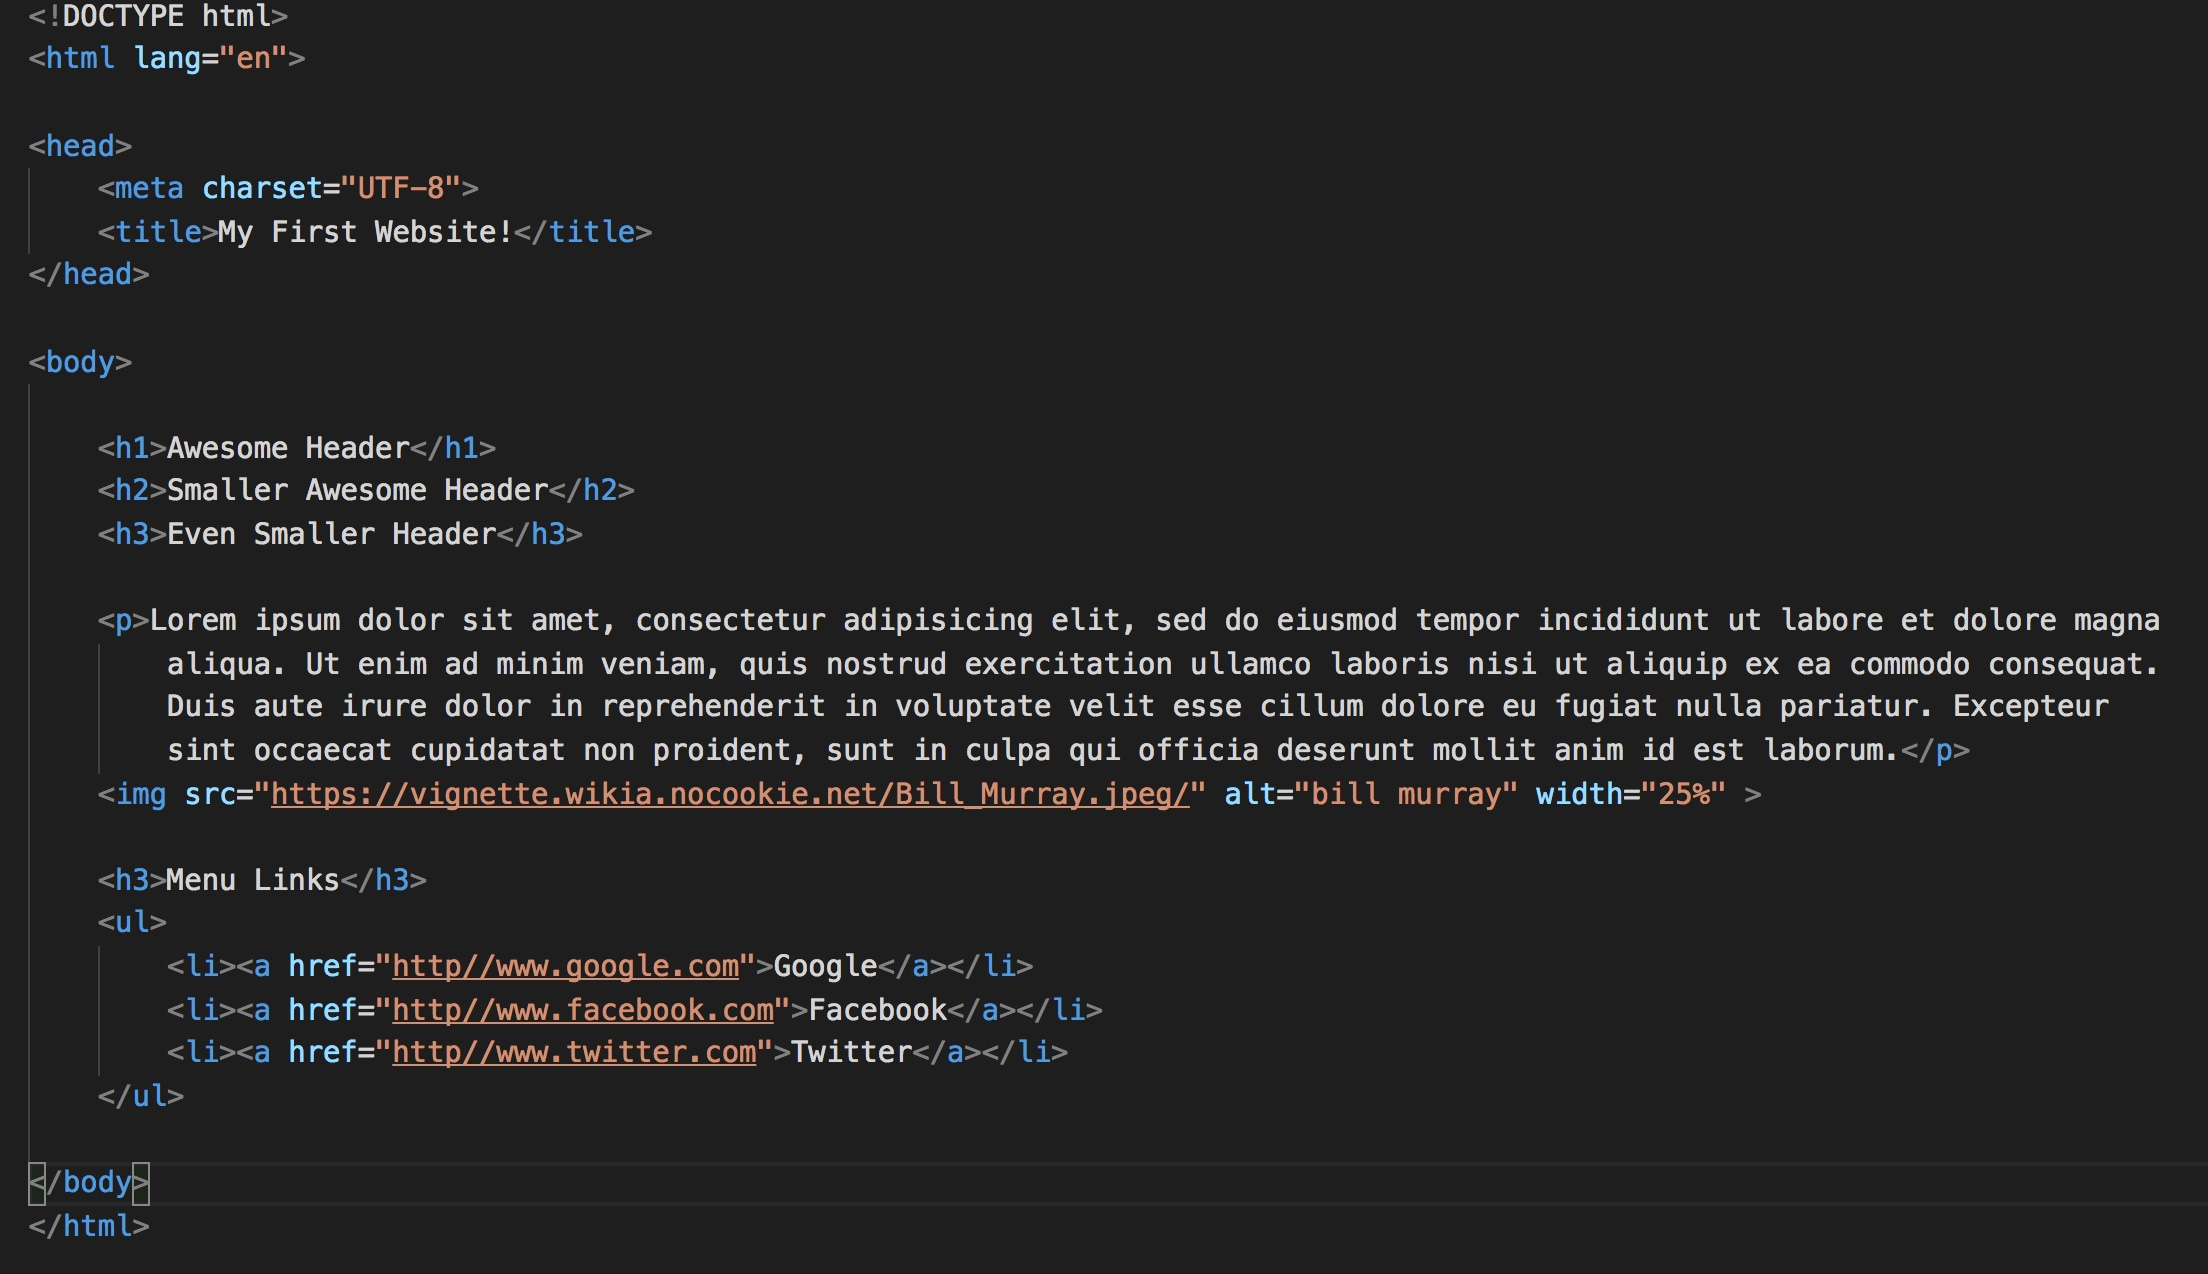 <!DOCTYPE html>
<html lang="en">
<head>
<meta charset="UTF-8">
<title>My First Website!</title>
</head>
<body>
<h1>Awesome Header</h1>
<h2>Smaller Awesome Header</h2>
<h3>Even Smaller Header</h3>
<p>Lorem ipsum dolor sit amet, consectetur adipisicing elit, sed do eiusmod tempor incididunt ut labore et dolore magna
aliqua. Ut enim ad minim veniam, quis nostrud exercitation ullamco laboris nisi ut aliquip ex ea commodo consequat.
Duis aute irure dolor in reprehenderit in voluptate velit esse cillum dolore eu fugiat nulla pariatur. Excepteur
sint occaecat cupidatat non proident, sunt in culpa qui officia deserunt mollit anim id est laborum.</p>
<img src="https://vignette.wikia.nocookie.net/Bill_Murray.jpeg/" alt="bill murray" width="25%" >
<h3>Menu Links</h3>
<ul>
<li><a href="http//www.google.com">Google</a></li>
<li><a href="http//www.facebook.com">Facebook</a></li>
<li><a href="http//www.twitter.com">Twitter</a></li>
</ul>
</body>
</html>